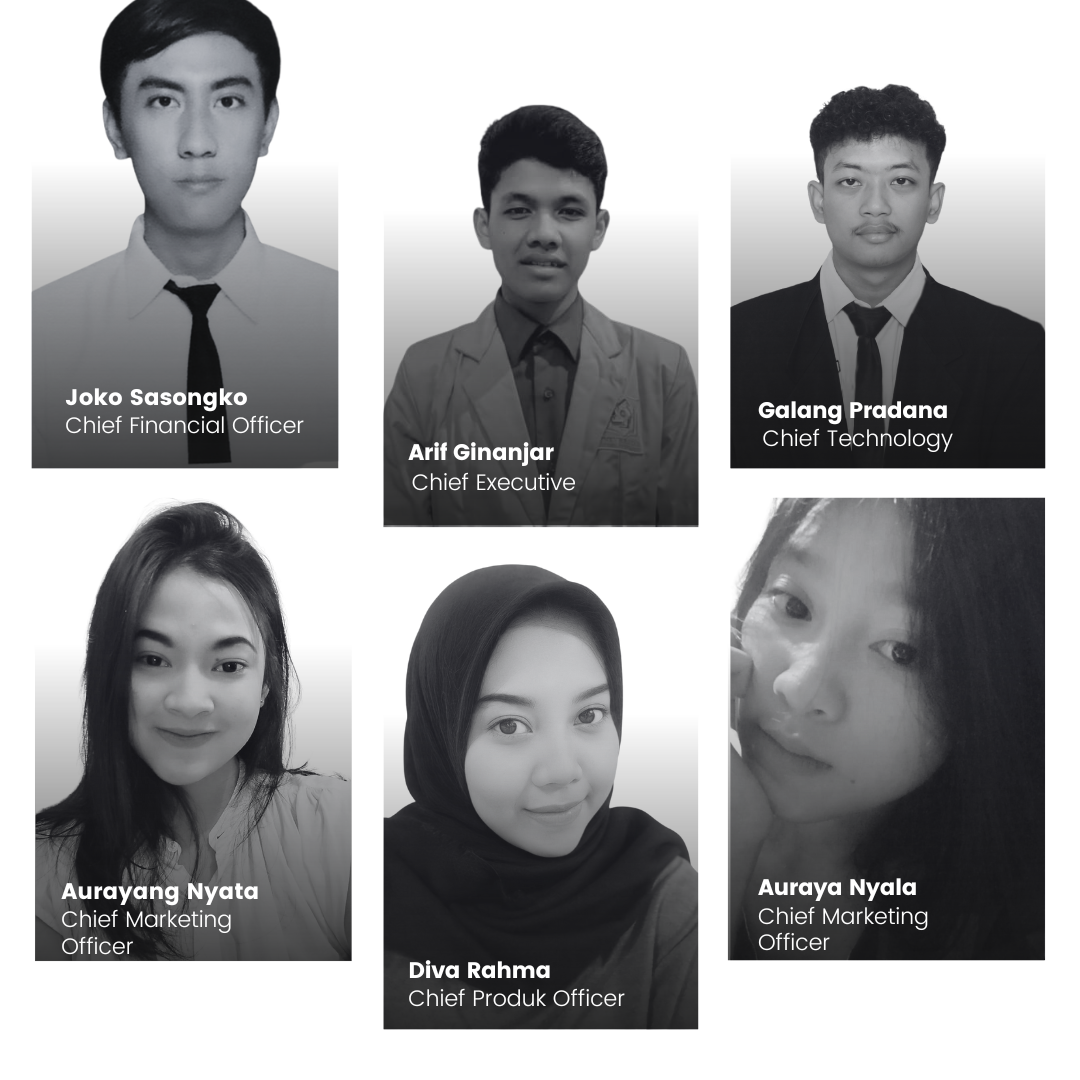 Joko Sasongko
Chief Financial Officer
Arif Ginanjar
Chief Executive
Galang Pradana
Chief Technology
Aurayang Nyata
Chief Marketing
Officer
Diva Rahma
Chief Produk Officer
Auraya Nyala
Chief Marketing
Officer